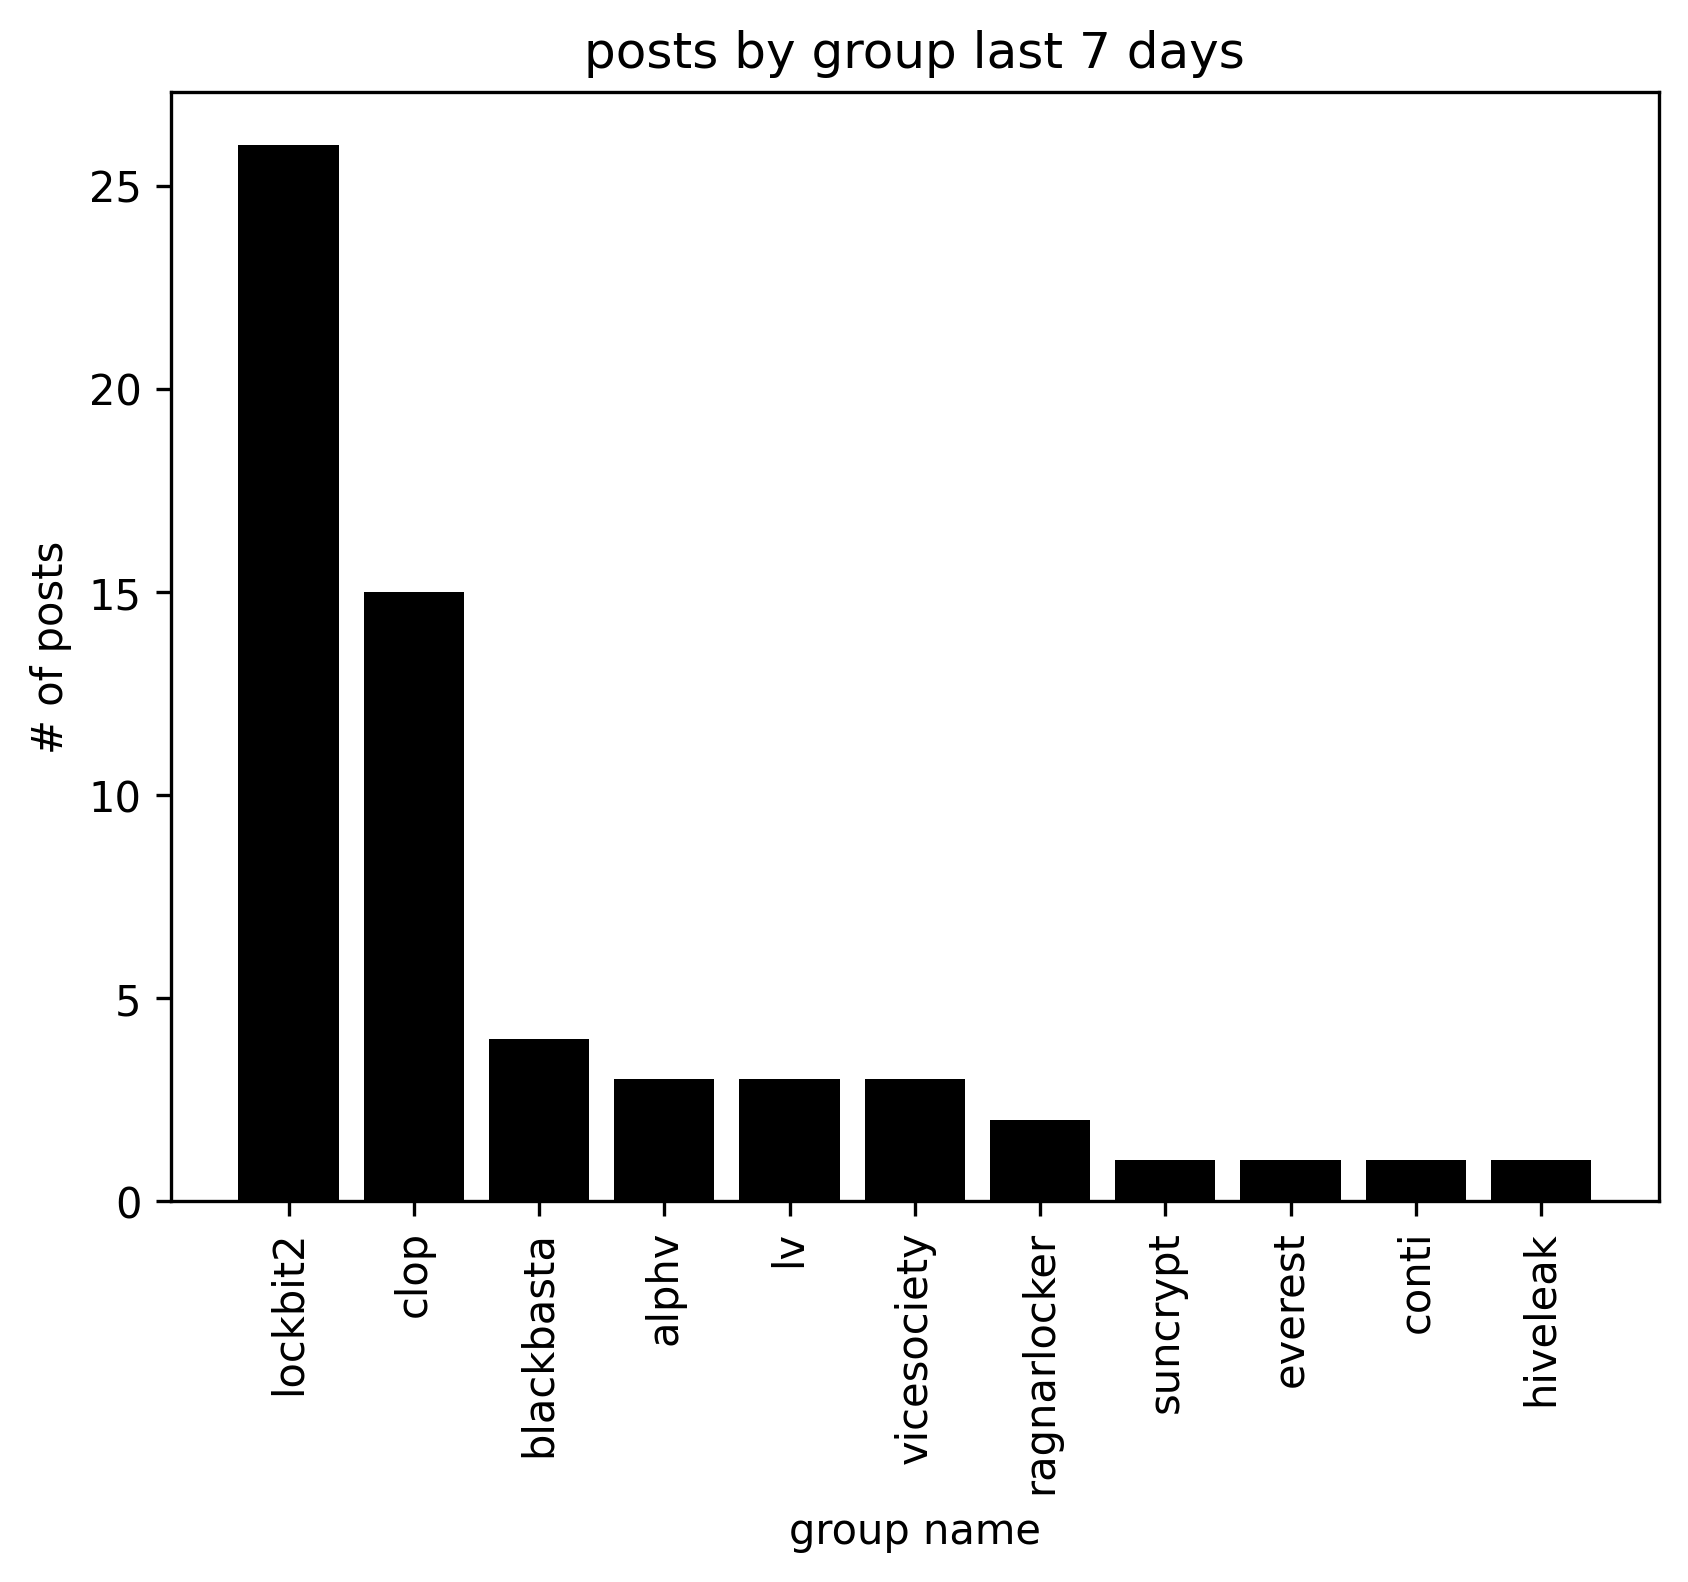 posts by group last 7 days
# of posts
25
20
15
10
5
0
lockbit2
clop
blackbasta
alphv
lv
vicesociety
ragnarlocker
suncrypt
everest
conti
hiveleak
group name